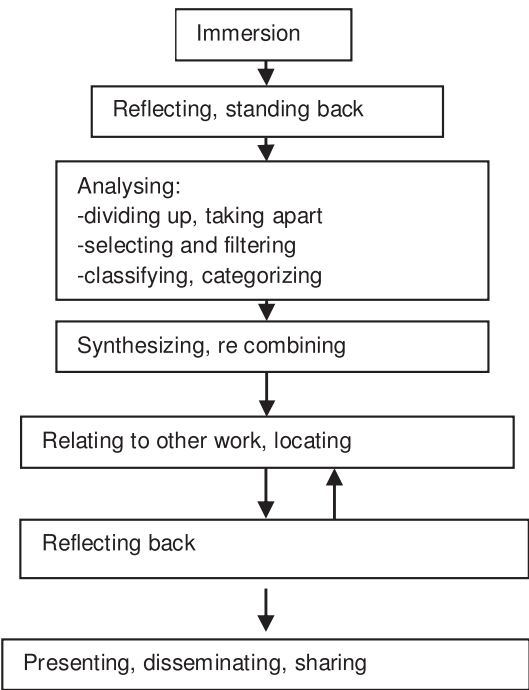 Immersion
Reflecting, standing back
Analysing:
-dividing up, taking apart
-selecting and filtering
-classifying, categorizing
Synthesizing, re combining
Relating to other work, locating
Reflecting back
Presenting, disseminating, sharing